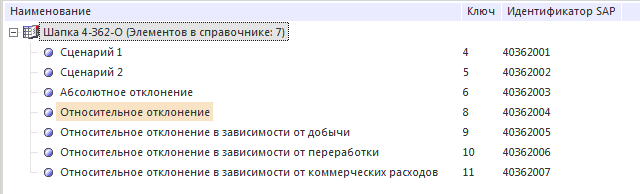 Наименование Ключ Идентификатор SAP
Шапка 4-362-О (Элементов в справочнике: 7)
Сценарий 1 4 40362001
Сценарий 2 5 40362002
Абсолютное отклонение 6 40362003
Относительное отклонение 8 40362004
Относительное отклонение в зависимости от добычи 9 40362005
Относительное отклонение в зависимости от переработки 10 40362006
Относительное отклонение в зависимости от коммерческих расходов 11 40362007